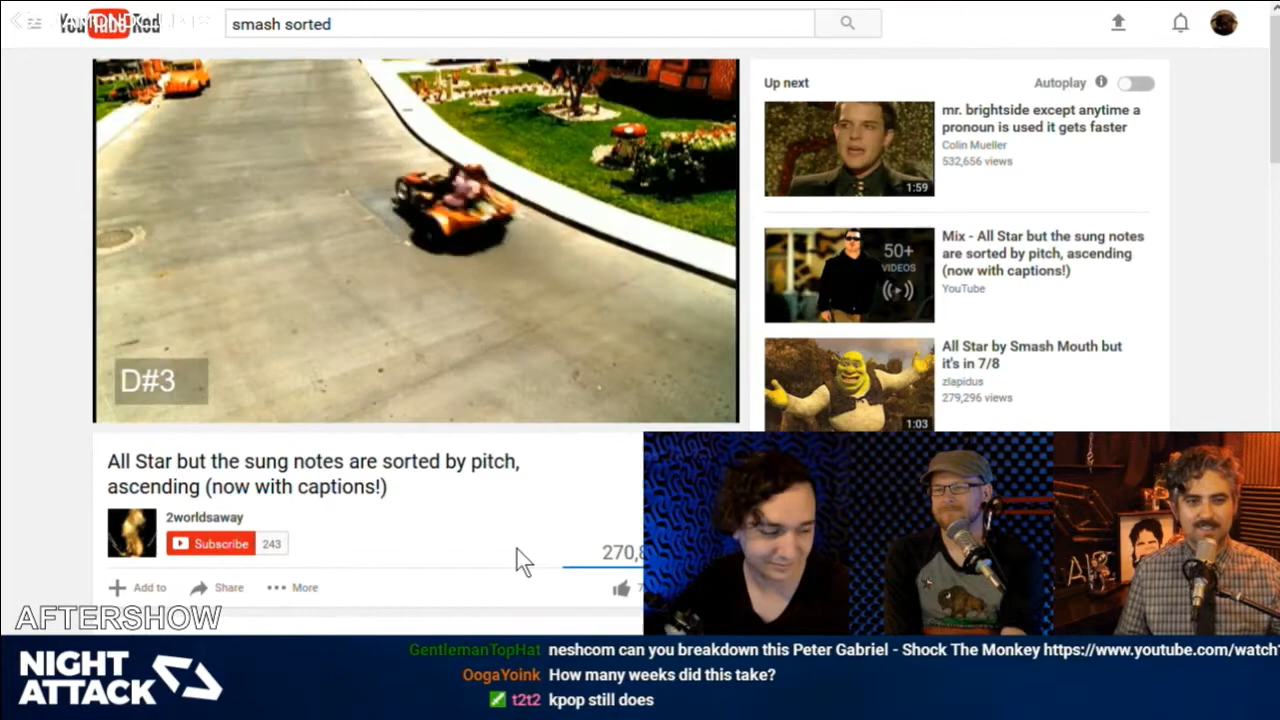 smash sorted
D#3
Up next
Autoplay
mr. brightside except anytime a
pronoun is used it gets faster
Colin Mueller
532,656 views
1:59
50+
VIDEOS
Mix - All Star but the sung notes
are sorted by pitch, ascending
(now with captions!)
YouTube
All Star by Smash Mouth but
it's in 7/8
zlapidus
279,296 views
1:03
All Star but the sung notes are sorted by pitch,
ascending (now with captions!)
2worldsaway
Subscribe 243
270,8
Add to Share More
AFTERSHOW
NIGHT
ATTACK
GentlemanTopHat neshcom can you breakdown this Peter Gabriel - Shock The Monkey https://www.youtube.com/watch
OogaYoink How many weeks did this take?
t2t2 kpop still does